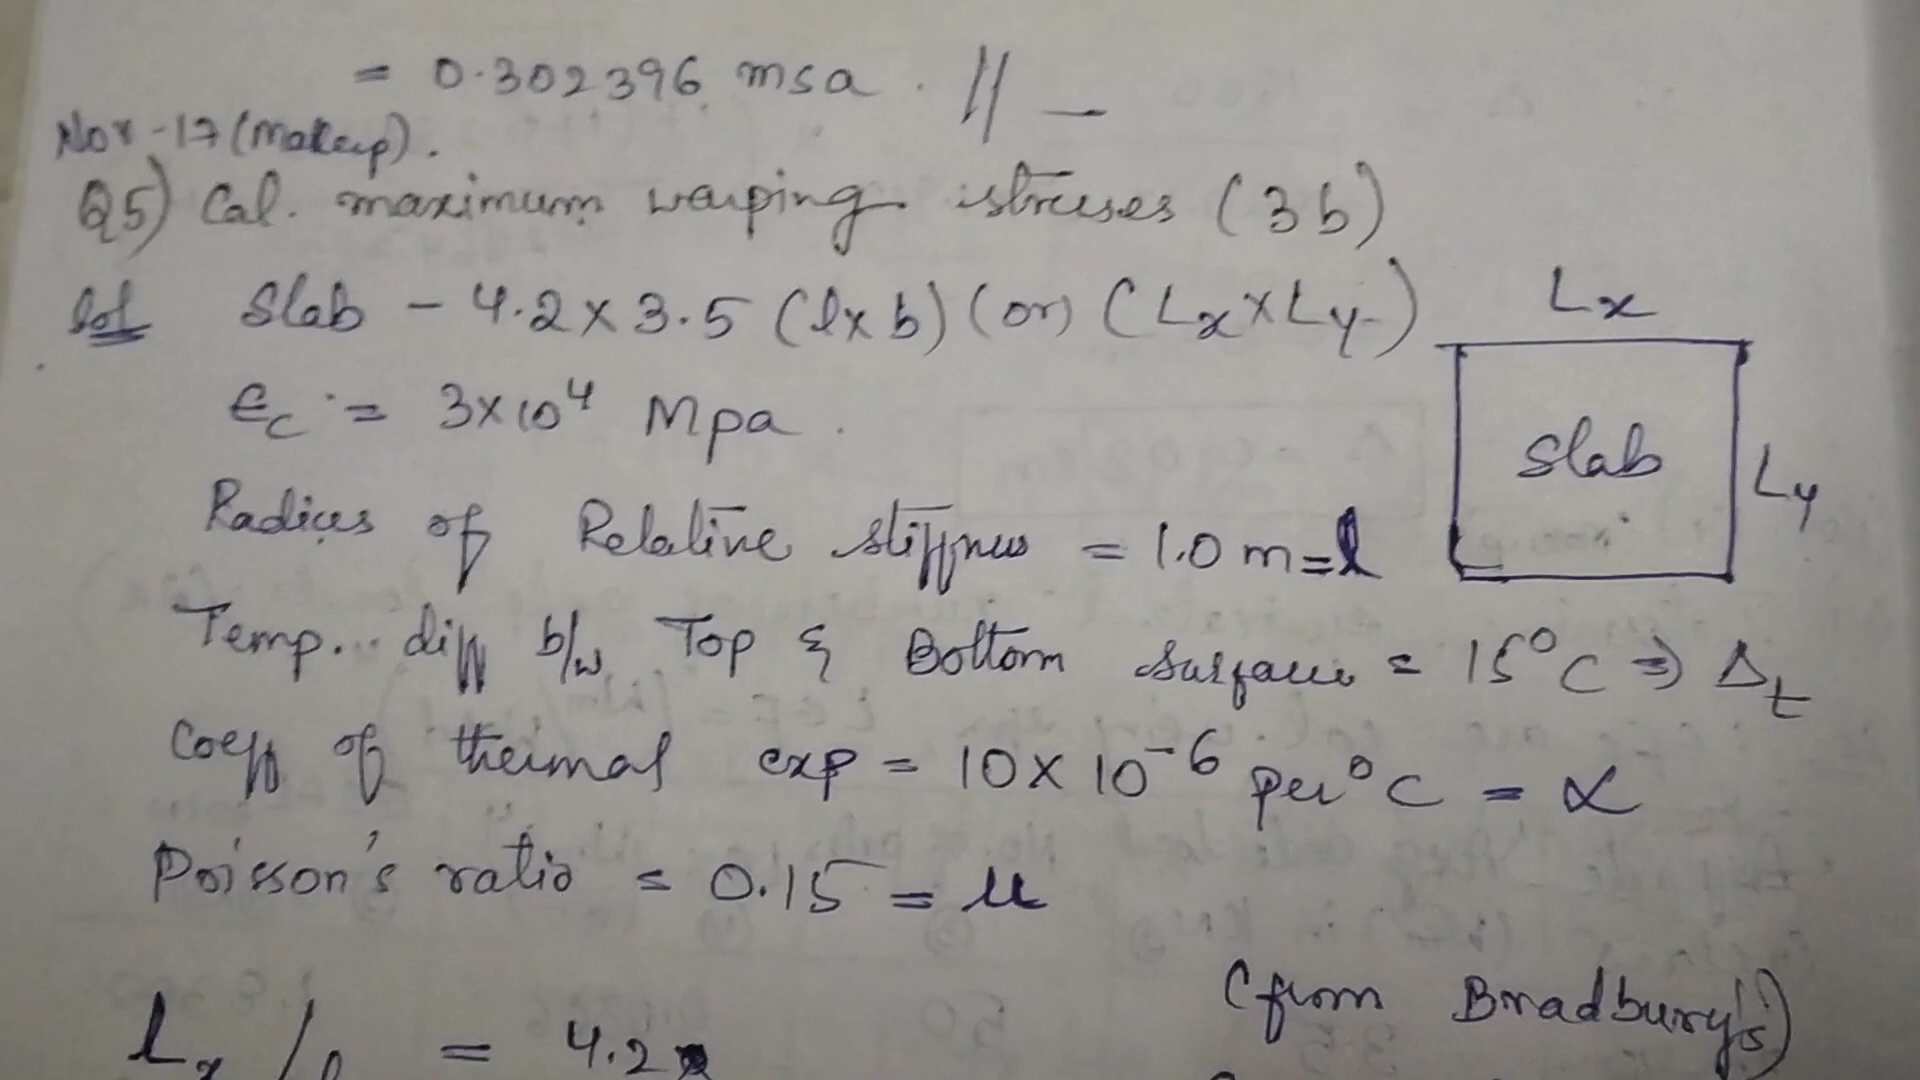 = 0.302396 msa. //
Nov-17 (Makeup).
Q5) Cal. maximum warping stresses (3b)
Sol Slab - 4.2 x 3.5 (l x b) (or) (Lx x Ly)
Lx
Slab
Ly
Ec = 3x10⁴ Mpa.
Radius of Relative stiffness = 1.0 m = l
Temp. diff b/w Top & Bottom surface = 15°C ⇒ Δt
Coeff of thermal exp = 10 x 10⁻⁶ per°C = α
Poisson's ratio = 0.15 = μ
(from Bradbury's)
Lx / l = 4.2